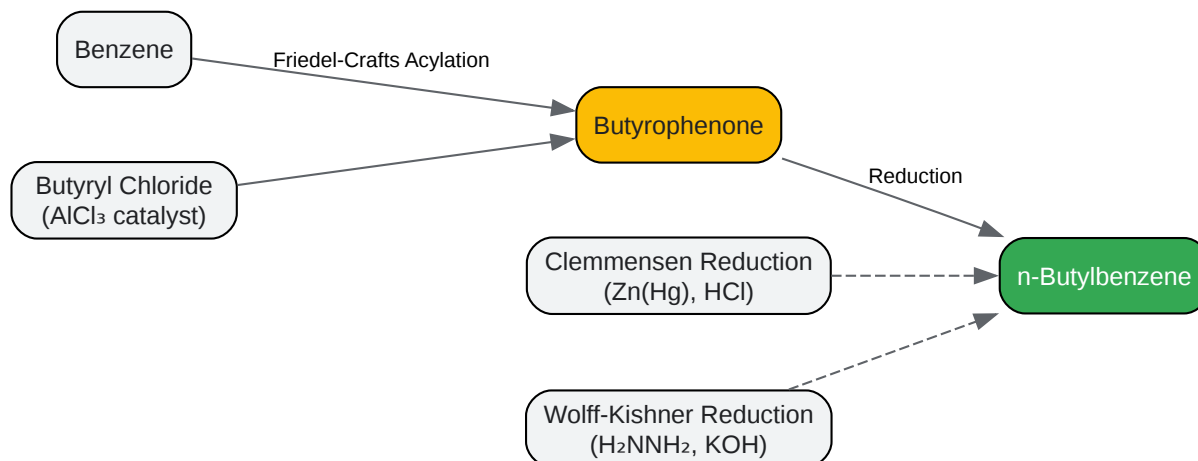 Benzene
Friedel-Crafts Acylation
Butyrophenone
Butyryl Chloride
(AlCl₃ catalyst)
Reduction
Clemmensen Reduction
(Zn(Hg), HCl)
n-Butylbenzene
Wolff-Kishner Reduction
(H₂NNH₂, KOH)